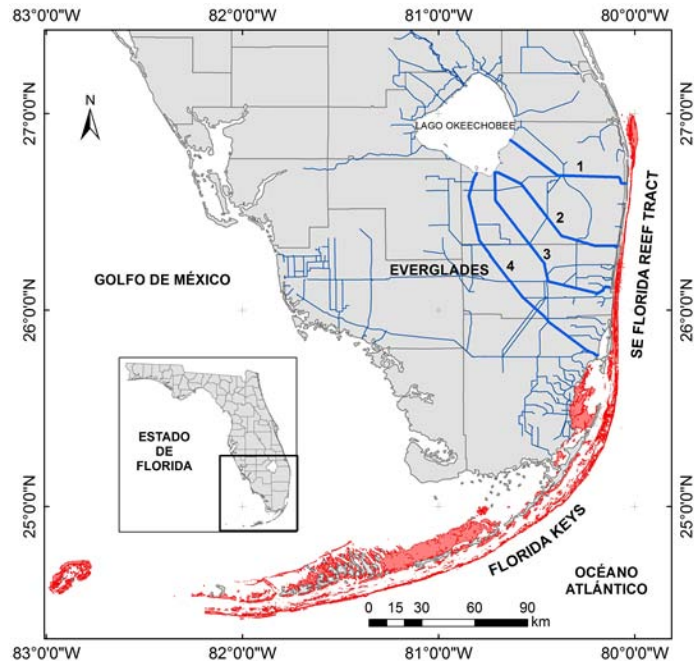 83°0'0"W
82°0'0"W
81°0'0"W
80°0'0"W
27°0'0"N
27°0'0"N
N
LAGO OKEECHOBEE
1
2
3
4
EVERGLADES
GOLFO DE MÉXICO
SE FLORIDA REEF TRACT
26°0'0"N
26°0'0"N
ESTADO
DE
FLORIDA
25°0'0"N
25°0'0"N
FLORIDA KEYS
OCÉANO
ATLÁNTICO
0 15 30 60 90
km
83°0'0"W
82°0'0"W
81°0'0"W
80°0'0"W